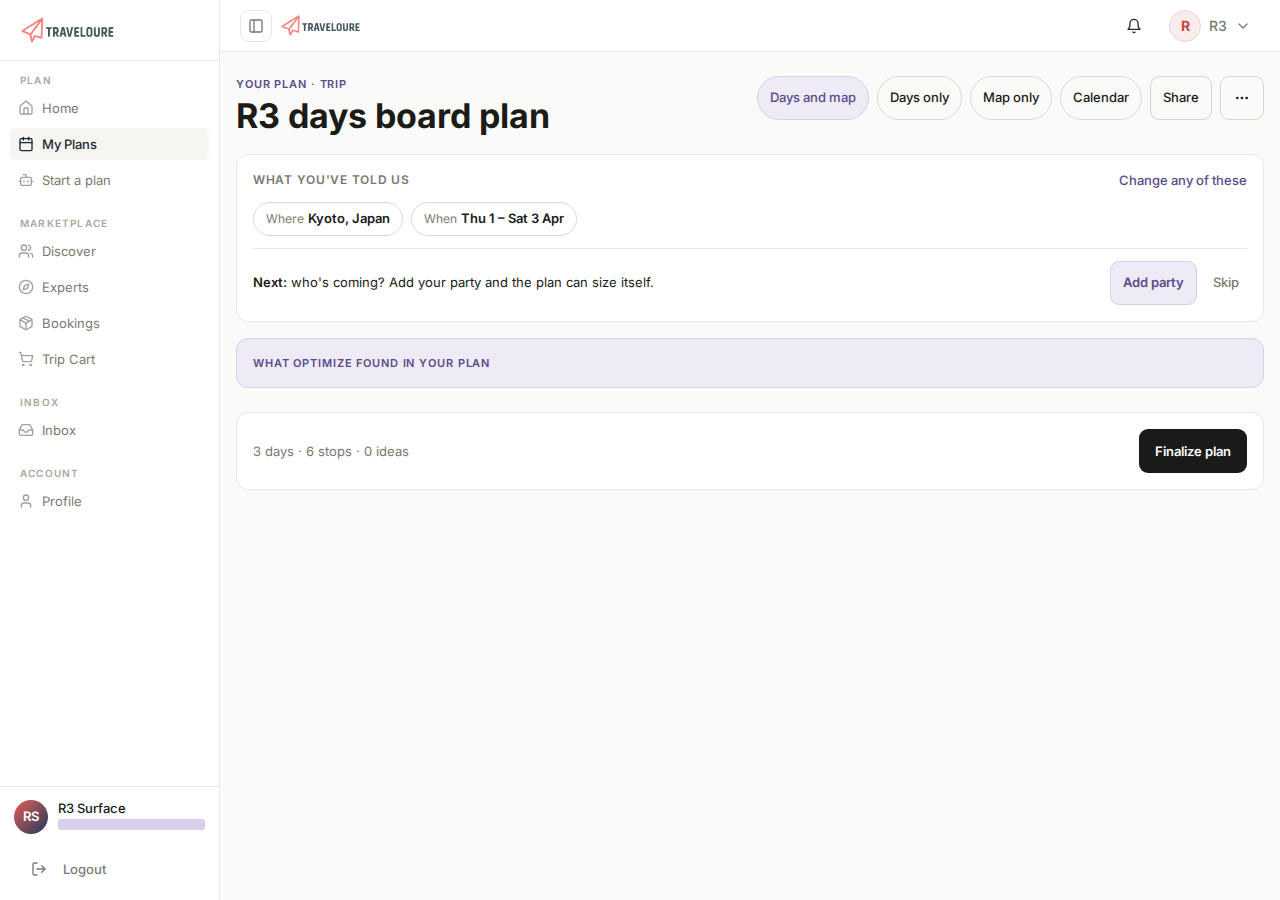 TRAVELOURE
TRAVELOURE
R
R3
PLAN
Home
My Plans
Start a plan
MARKETPLACE
Discover
Experts
Bookings
Trip Cart
INBOX
Inbox
ACCOUNT
Profile
RS
R3 Surface
Logout
YOUR PLAN · TRIP
R3 days board plan
Days and map
Days only
Map only
Calendar
Share
...
WHAT YOU'VE TOLD US
Change any of these
Where Kyoto, Japan
When Thu 1 – Sat 3 Apr
Next: who's coming? Add your party and the plan can size itself.
Add party
Skip
WHAT OPTIMIZE FOUND IN YOUR PLAN
3 days · 6 stops · 0 ideas
Finalize plan